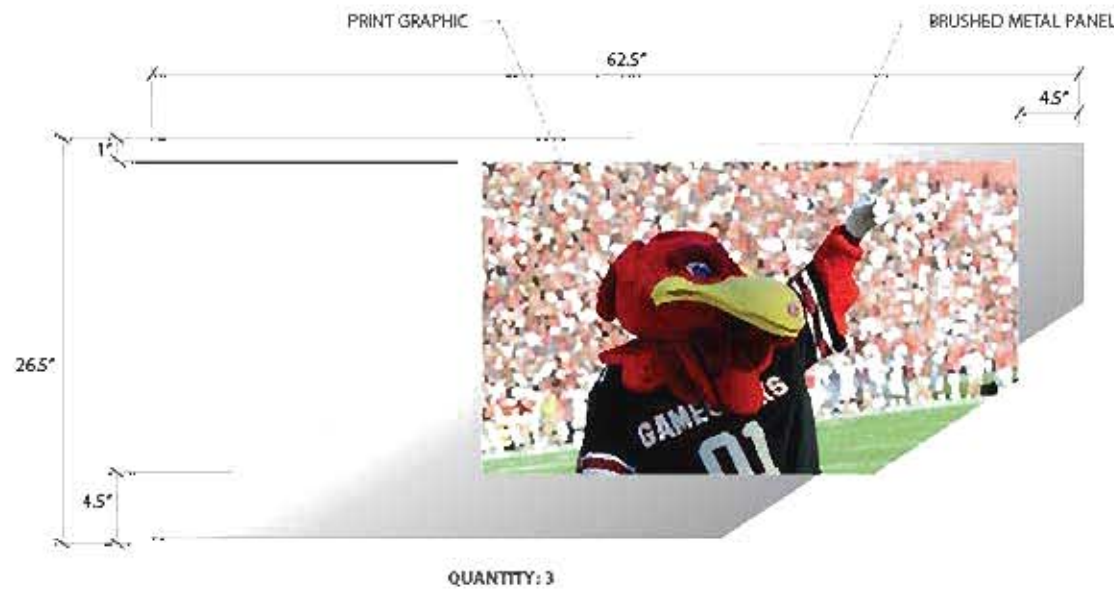 PRINT GRAPHIC
BRUSHED METAL PANEL
62.5"
4.5"
1"
26.5"
4.5"
QUANTITY: 3